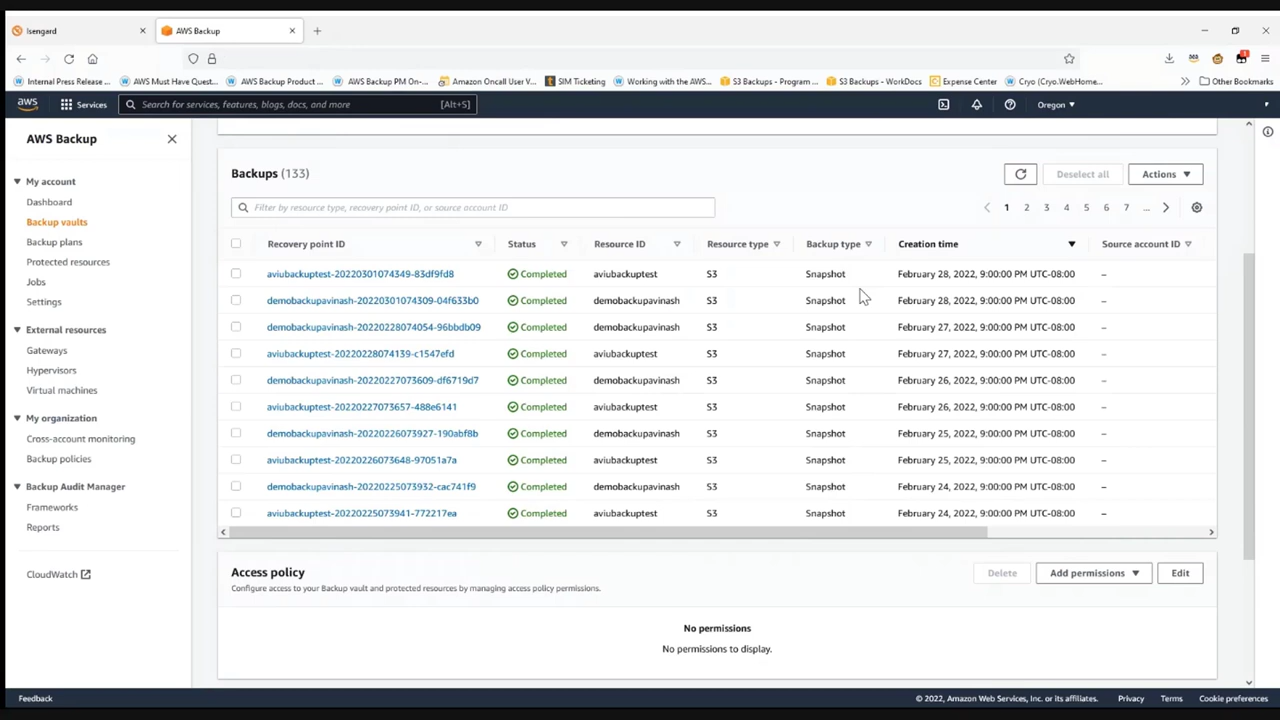 Isengard
AWS Backup
Internal Press Release ...
AWS Must Have Quest...
AWS Backup Product ...
AWS Backup PM On-...
Amazon Oncall User V...
SIM Ticketing
Working with the AWS...
S3 Backups - Program ...
S3 Backups - WorkDocs
Expense Center
Cryo (Cryo.WebHome...
Other Bookmarks
aws
Services
Search for services, features, blogs, docs, and more
[Alt+S]
Oregon
AWS Backup
My account
Dashboard
Backup vaults
Backup plans
Protected resources
Jobs
Settings
External resources
Gateways
Hypervisors
Virtual machines
My organization
Cross-account monitoring
Backup policies
Backup Audit Manager
Frameworks
Reports
CloudWatch
Backups (133)
Deselect all
Actions
Filter by resource type, recovery point ID, or source account ID
1 2 3 4 5 6 7 ...
Recovery point ID Status Resource ID Resource type Backup type Creation time Source account ID
aviubackuptest-20220301074349-83df9fd8 Completed aviubackuptest S3 Snapshot February 28, 2022, 9:00:00 PM UTC-08:00 –
demobackupavinash-20220301074309-04f633b0 Completed demobackupavinash S3 Snapshot February 28, 2022, 9:00:00 PM UTC-08:00 –
demobackupavinash-20220228074054-96bbdb09 Completed demobackupavinash S3 Snapshot February 27, 2022, 9:00:00 PM UTC-08:00 –
aviubackuptest-20220228074139-c1547efd Completed aviubackuptest S3 Snapshot February 27, 2022, 9:00:00 PM UTC-08:00 –
demobackupavinash-20220227073609-df6719d7 Completed demobackupavinash S3 Snapshot February 26, 2022, 9:00:00 PM UTC-08:00 –
aviubackuptest-20220227073657-488e6141 Completed aviubackuptest S3 Snapshot February 26, 2022, 9:00:00 PM UTC-08:00 –
demobackupavinash-20220226073927-190abf8b Completed demobackupavinash S3 Snapshot February 25, 2022, 9:00:00 PM UTC-08:00 –
aviubackuptest-20220226073648-97051a7a Completed aviubackuptest S3 Snapshot February 25, 2022, 9:00:00 PM UTC-08:00 –
demobackupavinash-20220225073932-cac741f9 Completed demobackupavinash S3 Snapshot February 24, 2022, 9:00:00 PM UTC-08:00 –
aviubackuptest-20220225073941-772217ea Completed aviubackuptest S3 Snapshot February 24, 2022, 9:00:00 PM UTC-08:00 –
Access policy
Configure access to your Backup vault and protected resources by managing access policy permissions.
Delete
Add permissions
Edit
No permissions
No permissions to display.
Feedback
© 2022, Amazon Web Services, Inc. or its affiliates.
Privacy
Terms
Cookie preferences